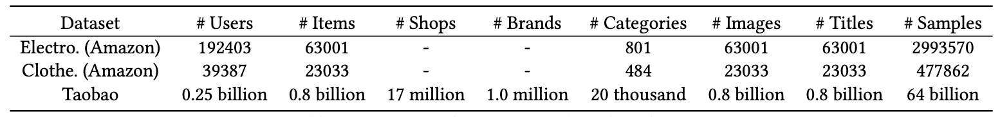 Dataset # Users # Items # Shops # Brands # Categories # Images # Titles # Samples
Electro. (Amazon) 192403 63001 - - 801 63001 63001 2993570
Clothe. (Amazon) 39387 23033 - - 484 23033 23033 477862
Taobao 0.25 billion 0.8 billion 17 million 1.0 million 20 thousand 0.8 billion 0.8 billion 64 billion